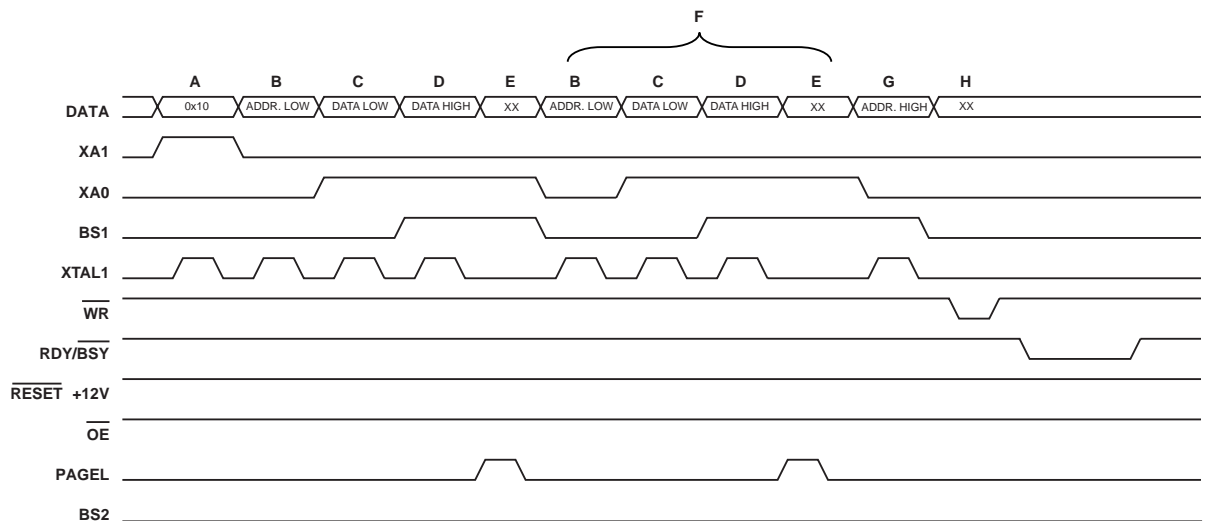 F
A B C D E B C D E G H
DATA 0x10 ADDR. LOW DATA LOW DATA HIGH XX ADDR. LOW DATA LOW DATA HIGH XX ADDR. HIGH XX
XA1
XA0
BS1
XTAL1
WR
RDY/BSY
RESET +12V
OE
PAGEL
BS2